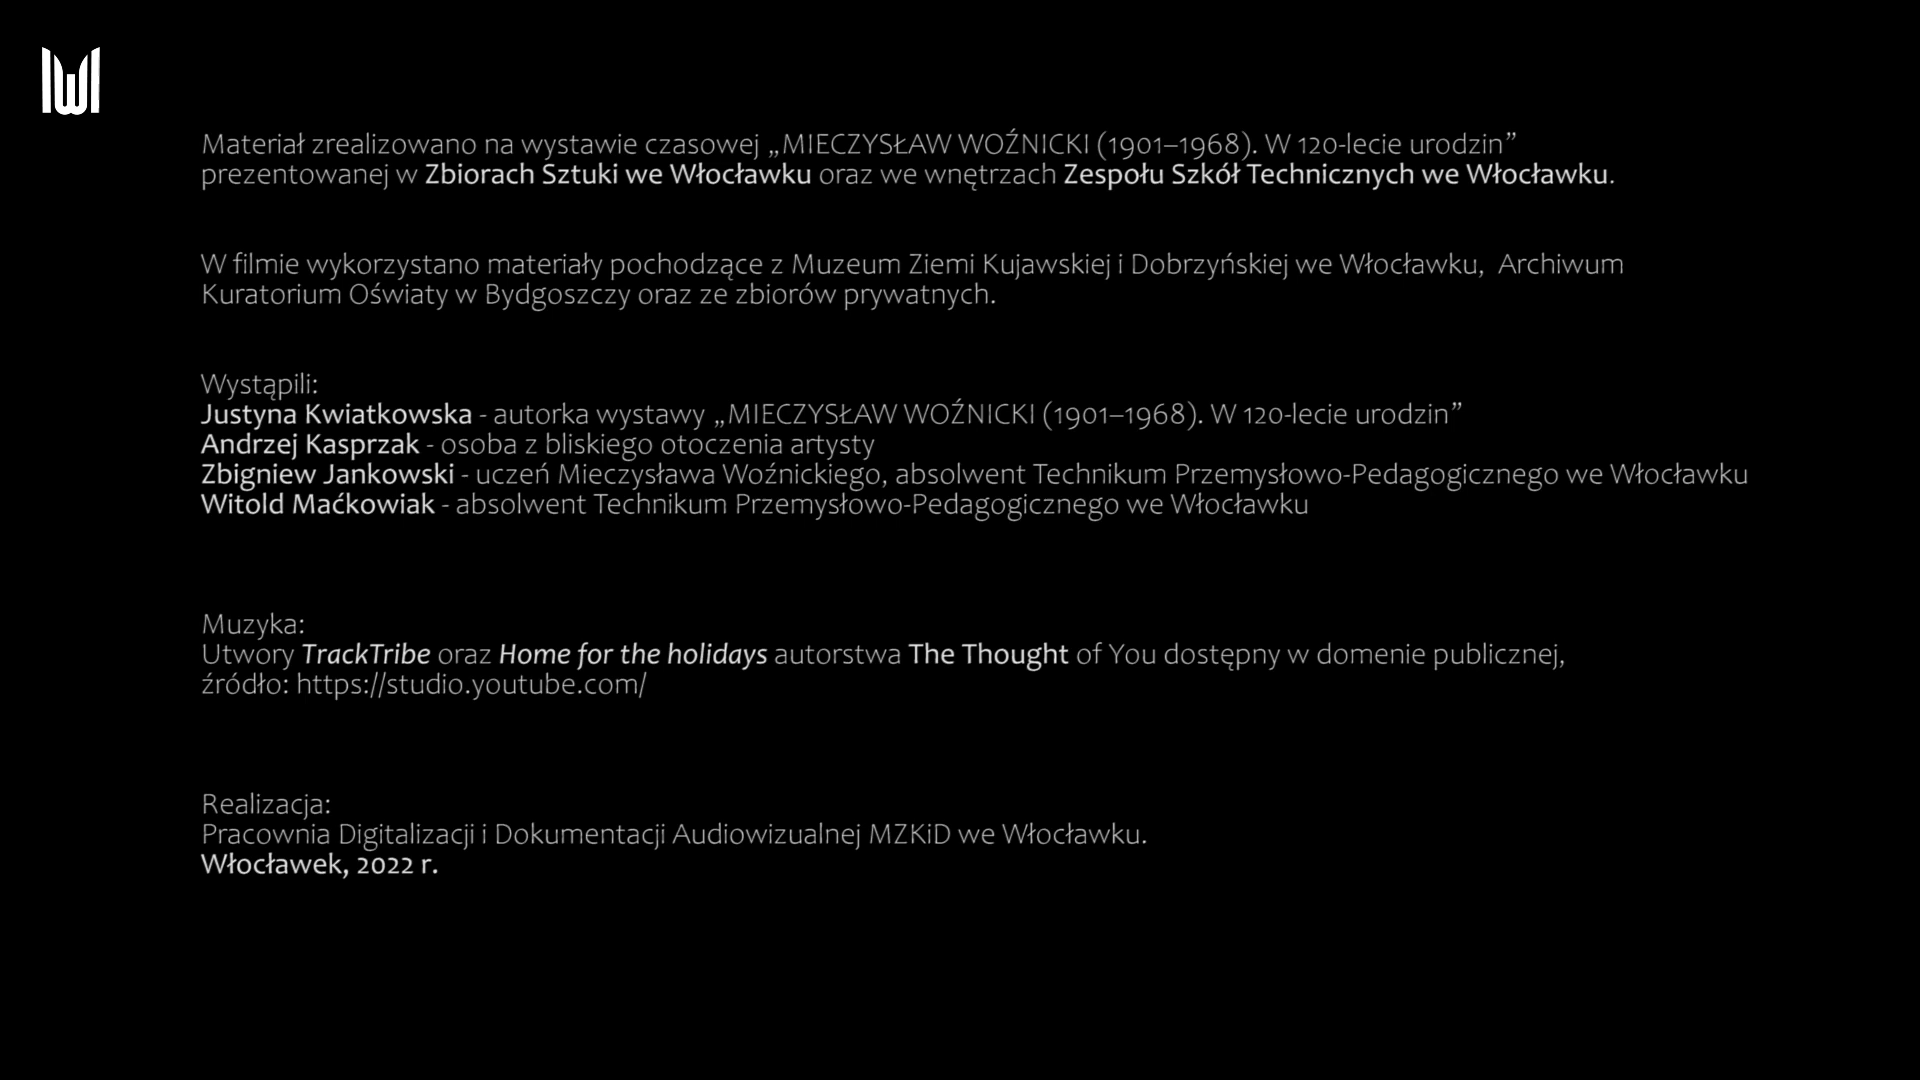 Materiał zrealizowano na wystawie czasowej „MIECZYSŁAW WOŹNICKI (1901–1968). W 120-lecie urodzin”
prezentowanej w Zbiorach Sztuki we Włocławku oraz we wnętrzach Zespołu Szkół Technicznych we Włocławku.
W filmie wykorzystano materiały pochodzące z Muzeum Ziemi Kujawskiej i Dobrzyńskiej we Włocławku, Archiwum
Kuratorium Oświaty w Bydgoszczy oraz ze zbiorów prywatnych.
Wystąpili:
Justyna Kwiatkowska - autorka wystawy „MIECZYSŁAW WOŹNICKI (1901–1968). W 120-lecie urodzin”
Andrzej Kasprzak - osoba z bliskiego otoczenia artysty
Zbigniew Jankowski - uczeń Mieczysława Woźnickiego, absolwent Technikum Przemysłowo-Pedagogicznego we Włocławku
Witold Maćkowiak - absolwent Technikum Przemysłowo-Pedagogicznego we Włocławku
Muzyka:
Utwory TrackTribe oraz Home for the holidays autorstwa The Thought of You dostępny w domenie publicznej,
źródło: https://studio.youtube.com/
Realizacja:
Pracownia Digitalizacji i Dokumentacji Audiowizualnej MZKiD we Włocławku.
Włocławek, 2022 r.